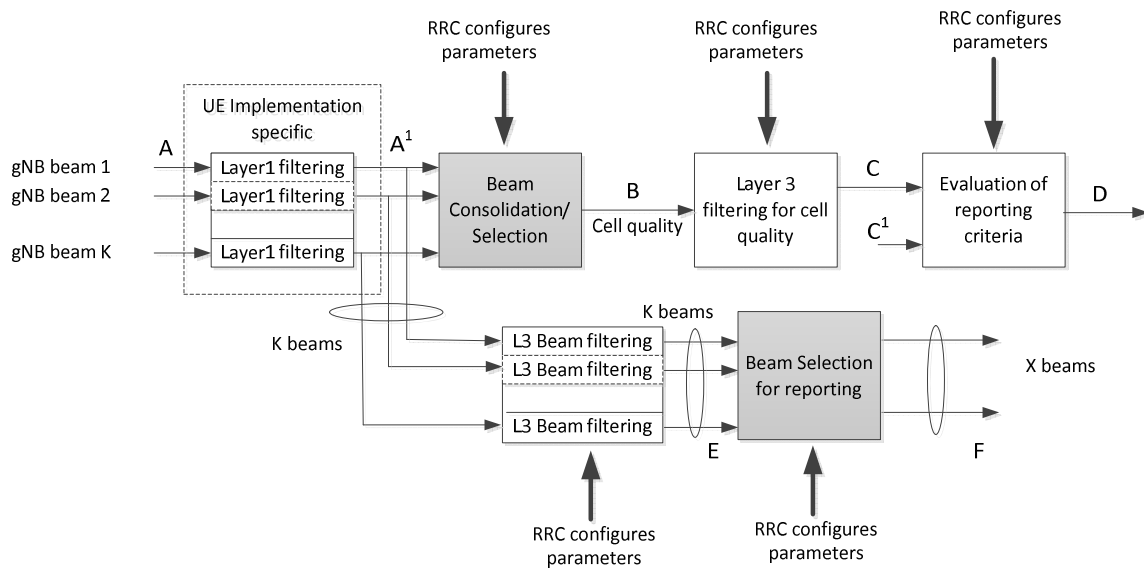 RRC configures
parameters
RRC configures
parameters
RRC configures
parameters
UE Implementation
specific
A
A¹
gNB beam 1
Layer1 filtering
gNB beam 2
Layer1 filtering
gNB beam K
Layer1 filtering
Beam
Consolidation/
Selection
B
Cell quality
Layer 3
filtering for cell
quality
C
C¹
Evaluation of
reporting
criteria
D
K beams
L3 Beam filtering
L3 Beam filtering
L3 Beam filtering
K beams
E
Beam Selection
for reporting
X beams
F
RRC configures
parameters
RRC configures
parameters